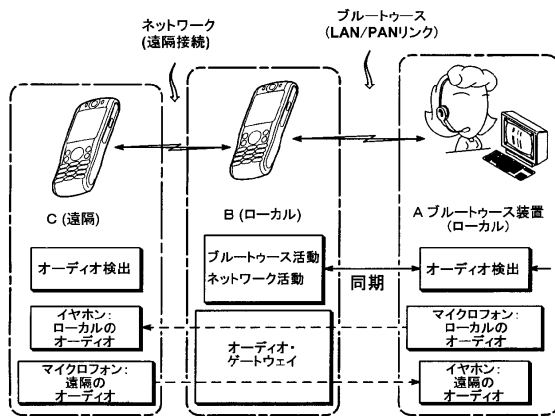 ネットワーク
(遠隔接続)
ブルートゥース
(LAN/PANリンク)
C (遠隔)
B (ローカル)
A ブルートゥース装置
(ローカル)
オーディオ検出
ブルートゥース活動
ネットワーク活動
同期
オーディオ検出
イヤホン:
ローカルの
オーディオ
オーディオ・
ゲートウェイ
マイクロフォン:
ローカルの
オーディオ
マイクロフォン:
遠隔の
オーディオ
イヤホン:
遠隔の
オーディオ